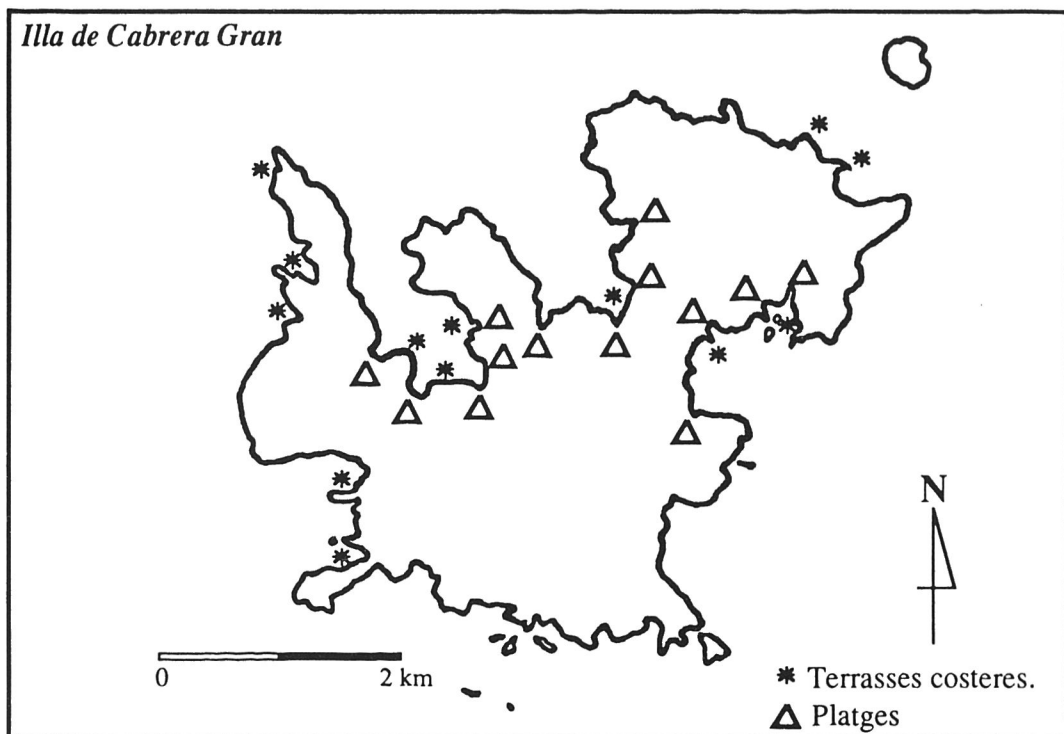 Illa de Cabrera Gran
N
0 2 km
Terrasses costeres.
Platges